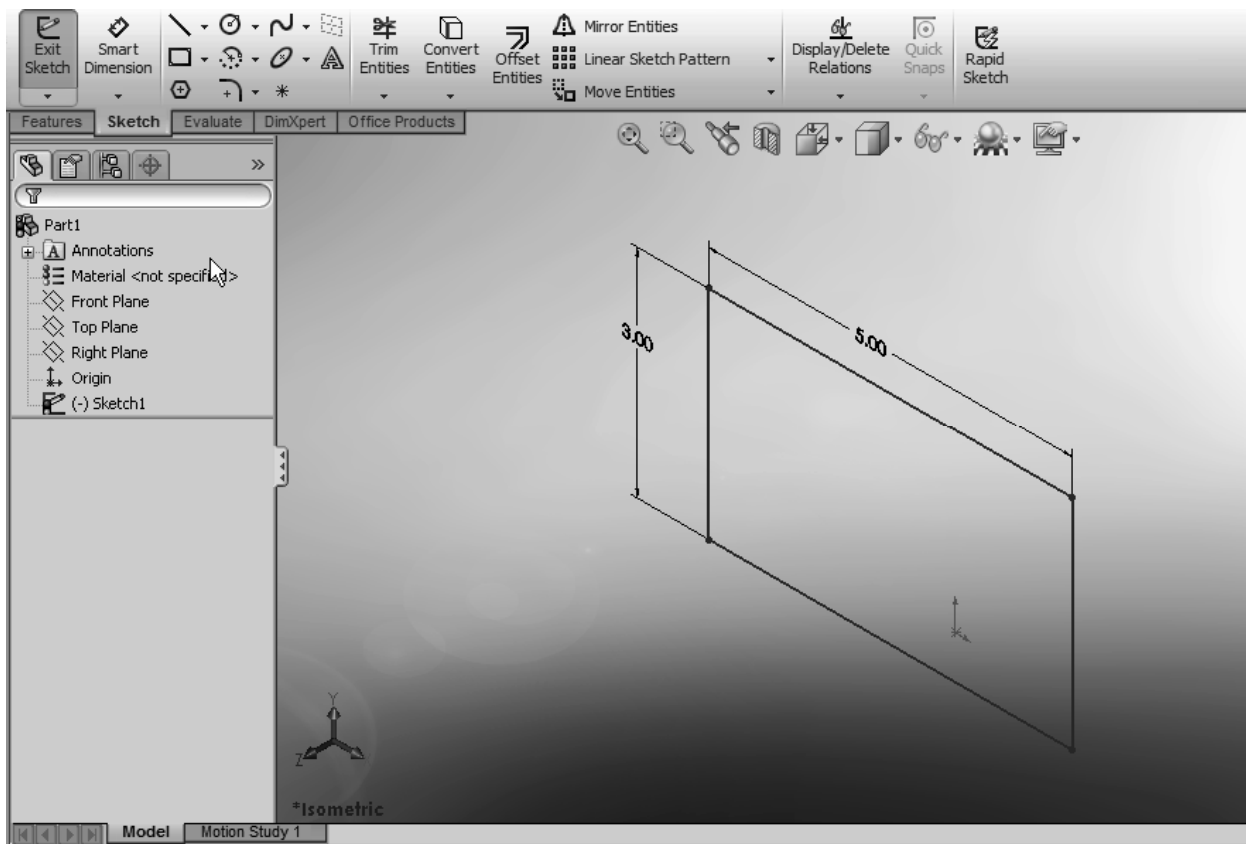 Exit Sketch
Smart Dimension
Trim Entities
Convert Entities
Offset Entities
Mirror Entities
Linear Sketch Pattern
Move Entities
Display/Delete Relations
Quick Snaps
Rapid Sketch
Features Sketch Evaluate DimXpert Office Products
Part1
A Annotations
Material <not specified>
Front Plane
Top Plane
Right Plane
Origin
(-) Sketch1
3.00
5.00
Y
Z
*Isometric
Model Motion Study 1